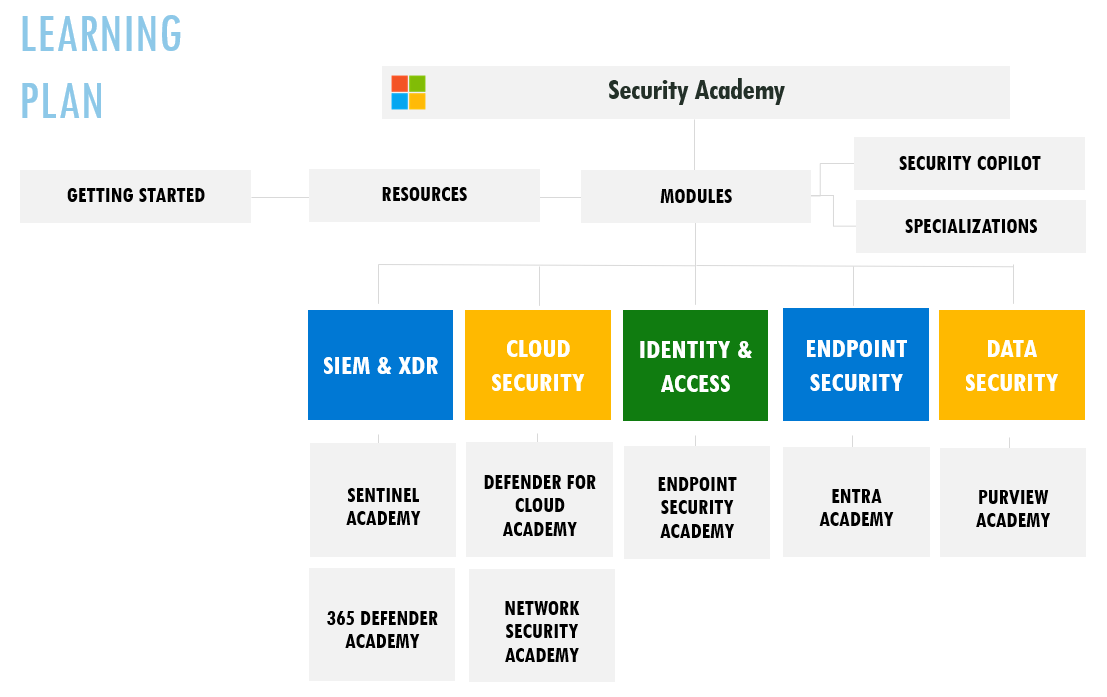 LEARNING
PLAN
Security Academy
GETTING STARTED
RESOURCES
MODULES
SECURITY COPILOT
SPECIALIZATIONS
SIEM & XDR
CLOUD
SECURITY
IDENTITY &
ACCESS
ENDPOINT
SECURITY
DATA
SECURITY
SENTINEL
ACADEMY
DEFENDER FOR
CLOUD
ACADEMY
ENDPOINT
SECURITY
ACADEMY
ENTRA
ACADEMY
PURVIEW
ACADEMY
365 DEFENDER
ACADEMY
NETWORK
SECURITY
ACADEMY